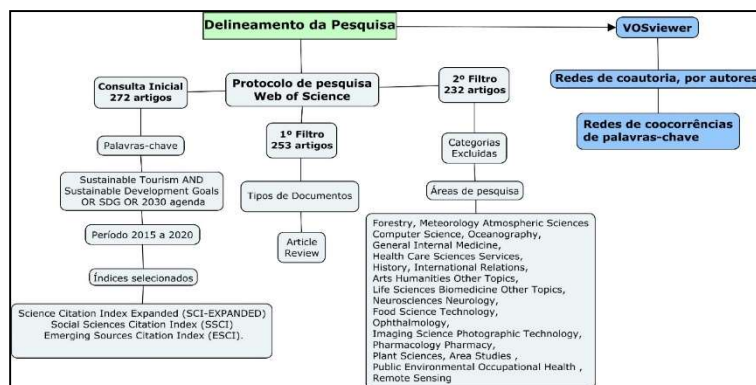 Delineamento da Pesquisa
VOSviewer
Redes de coautoria, por autores
Redes de coocorrências
de palavras-chave
Consulta Inicial
272 artigos
Palavras-chave
Sustainable Tourism AND
Sustainable Development Goals
OR SDG OR 2030 agenda
Período 2015 a 2020
Índices selecionados
Science Citation Index Expanded (SCI-EXPANDED)
Social Sciences Citation Index (SSCI)
Emerging Sources Citation Index (ESCI).
Protocolo de pesquisa
Web of Science
1º Filtro
253 artigos
Tipos de Documentos
Article
Review
2º Filtro
232 artigos
Categorias
Excluidas
Áreas de pesquisa
Forestry, Meteorology Atmospheric Sciences
Computer Science, Oceanography,
General Internal Medicine,
Health Care Sciences Services,
History, International Relations,
Arts Humanities Other Topics,
Life Sciences Biomedicine Other Topics,
Neurosciences Neurology,
Food Science Technology,
Ophthalmology,
Imaging Science Photographic Technology,
Pharmacology Pharmacy,
Plant Sciences, Area Studies ,
Public Environmental Occupational Health ,
Remote Sensing